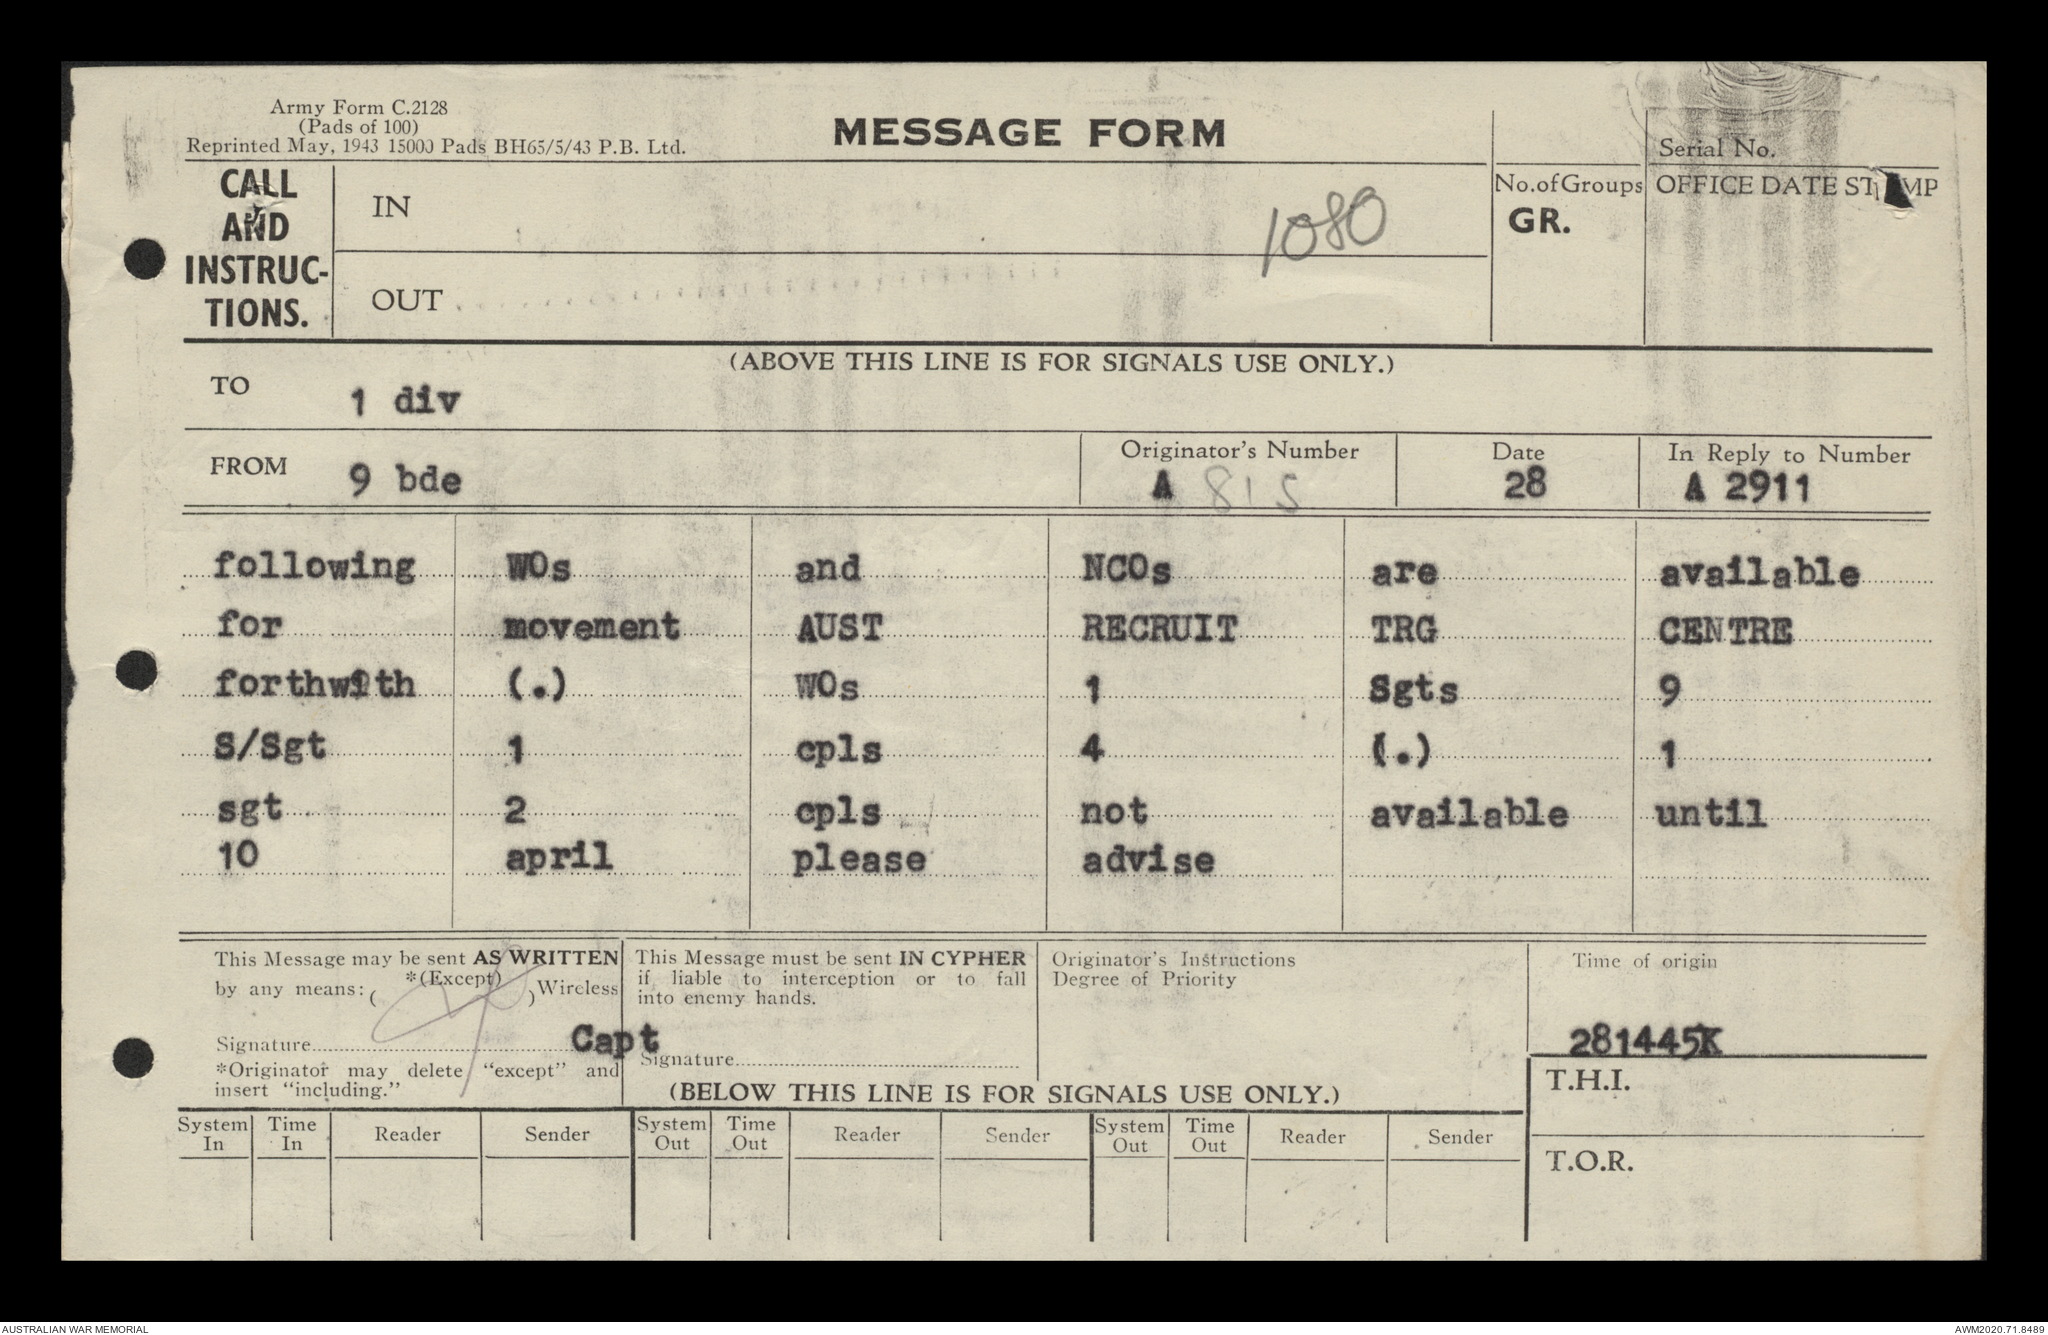 Army Form C.2128
(Pads of 100)
Reprinted May, 1943 15000 Pads BH65/5/43 P.B. Ltd.
MESSAGE FORM
Serial No.
CALL
AND
INSTRUC-
TIONS.
IN
1080
OUT
No. of Groups
GR.
OFFICE DATE STAMP
(ABOVE THIS LINE IS FOR SIGNALS USE ONLY.)
TO 1 div
FROM 9 bde
Originator's Number
A 815
Date
28
In Reply to Number
A 2911
following WOs and NCOs are available
for movement AUST RECRUIT TRG CENTRE
forthwith (.) WOs 1 Sgts 9
S/Sgt 1 cpls 4 (.) 1
sgt 2 cpls not available until
10 april please advise
This Message may be sent AS WRITTEN
*(Except)
by any means: ( ) Wireless
Signature Capt
*Originator may delete "except" and
insert "including."
This Message must be sent IN CYPHER
if liable to interception or to fall
into enemy hands.
Signature
Originator's Instructions
Degree of Priority
Time of origin
281445K
T.H.I.
T.O.R.
(BELOW THIS LINE IS FOR SIGNALS USE ONLY.)
System In Time In Reader Sender System Out Time Out Reader Sender System Out Time Out Reader Sender
AUSTRALIAN WAR MEMORIAL
AWM2020.71.8489